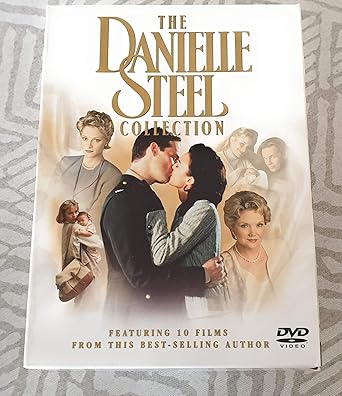 THE
DANIELLE
STEEL
COLLECTION
FEATURING 10 FILMS
FROM THIS BEST-SELLING AUTHOR
DVD
VIDEO